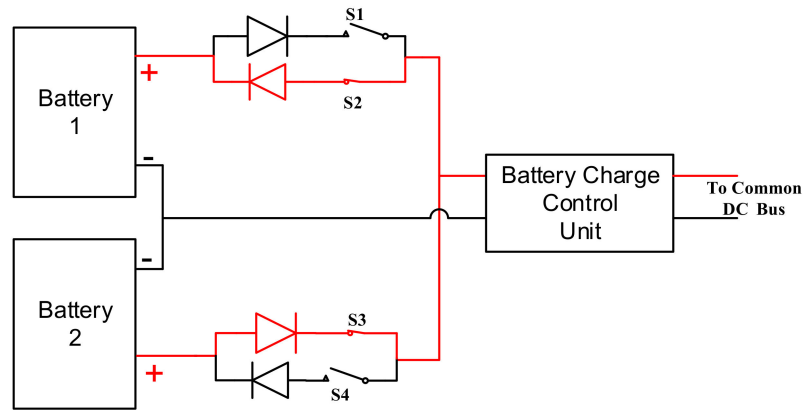 S1
+
Battery
1
S2
-
Battery Charge
Control
Unit
To Common
DC Bus
-
Battery
2
S3
+
S4